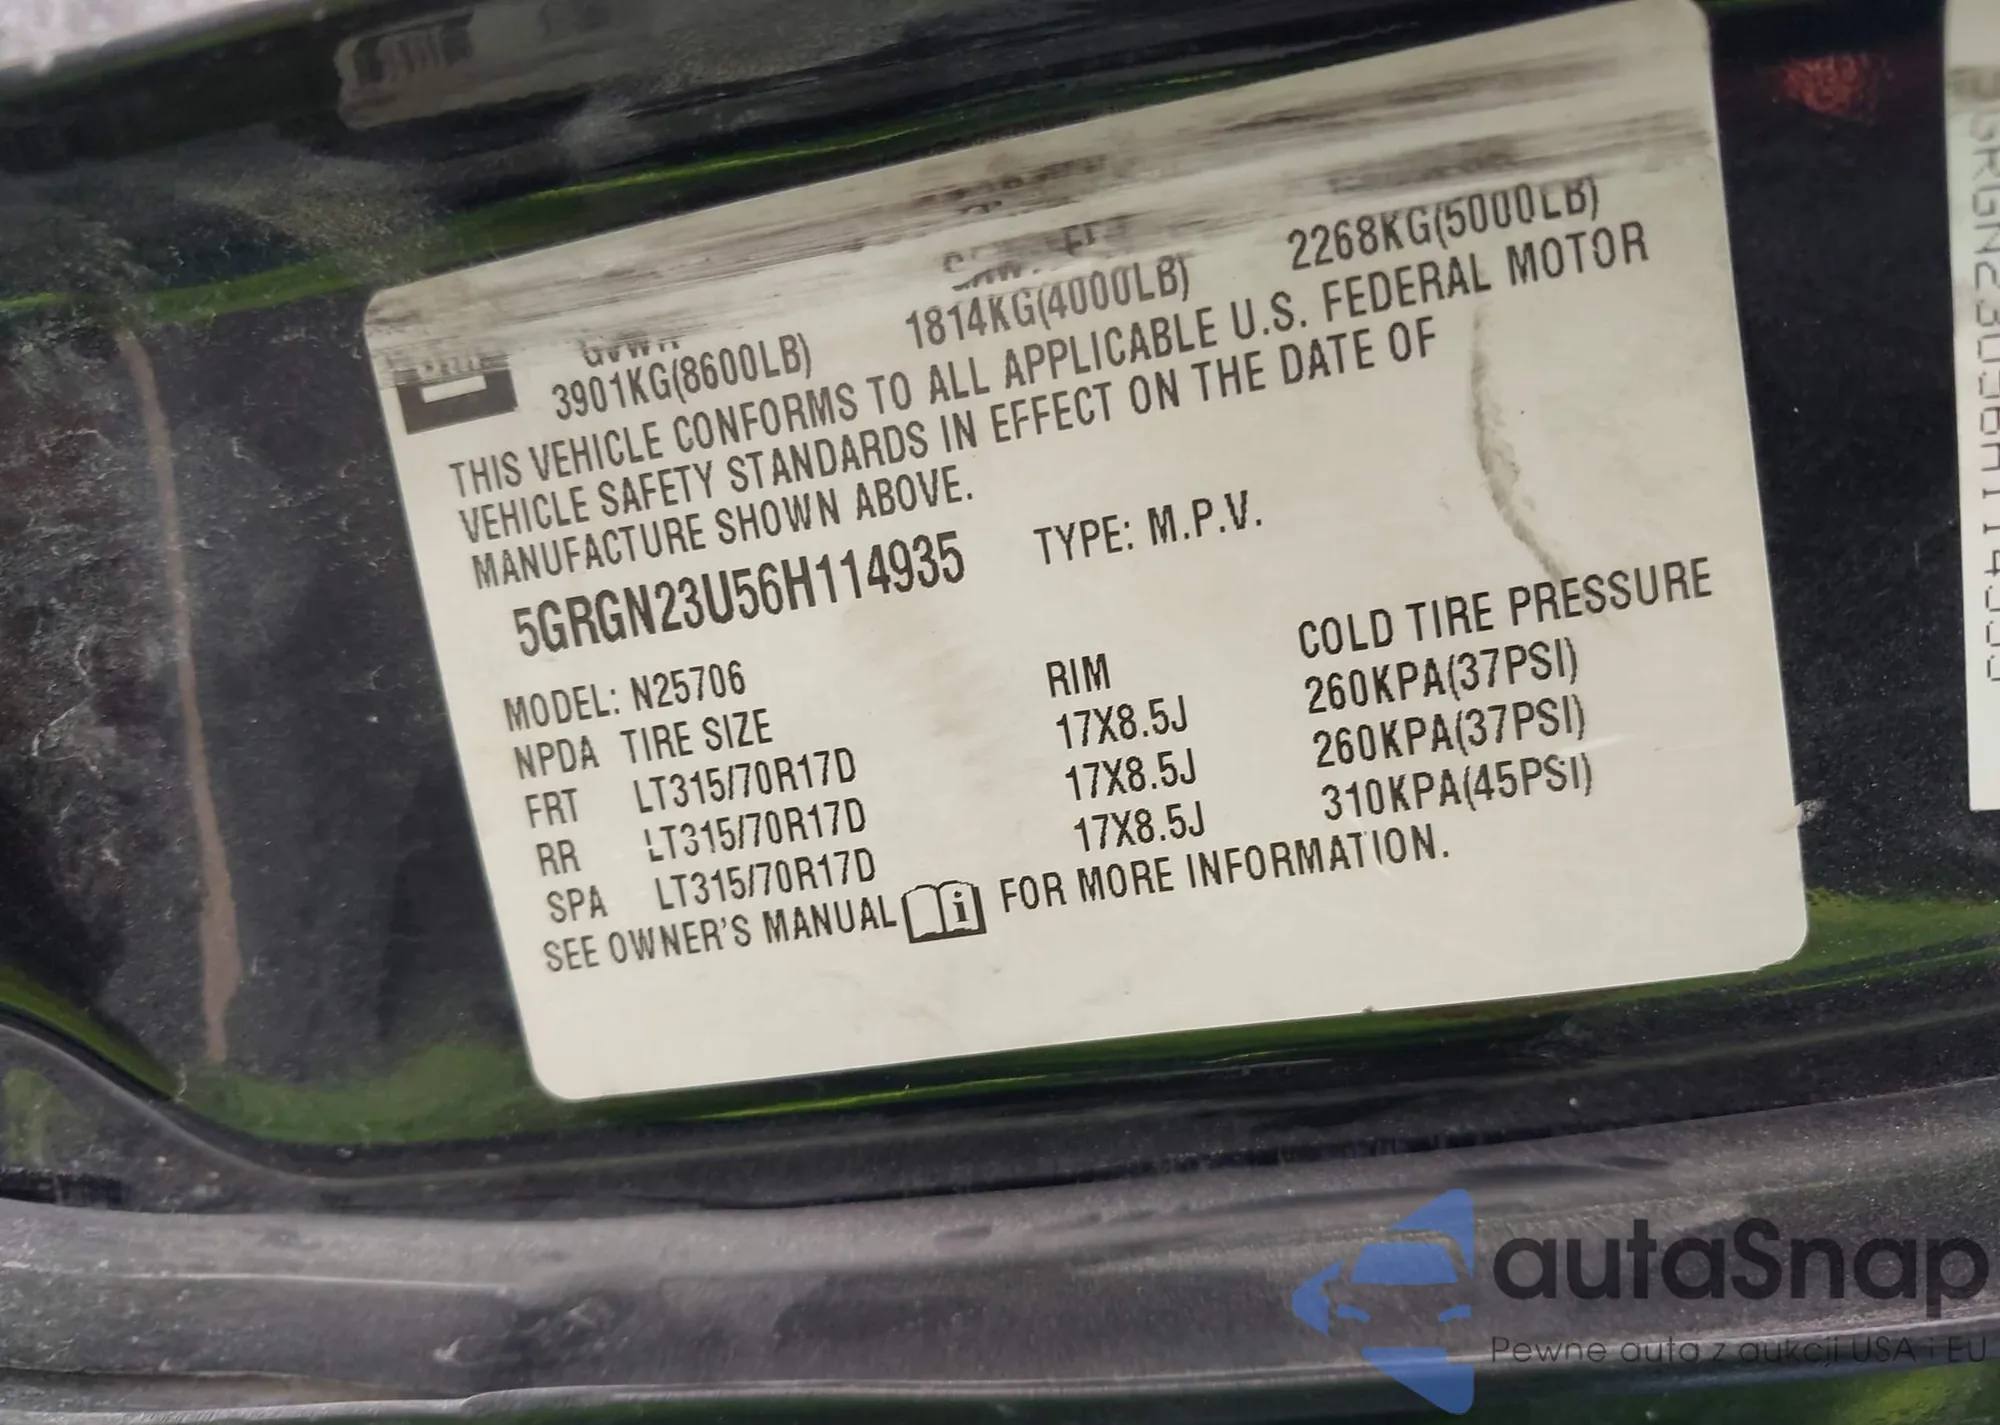 GVWR
3901KG(8600LB) 1814KG(4000LB) 2268KG(5000LB)
THIS VEHICLE CONFORMS TO ALL APPLICABLE U.S. FEDERAL MOTOR
VEHICLE SAFETY STANDARDS IN EFFECT ON THE DATE OF
MANUFACTURE SHOWN ABOVE.
5GRGN23U56H114935 TYPE: M.P.V.
MODEL: N25706
NPDA TIRE SIZE RIM COLD TIRE PRESSURE
FRT LT315/70R17D 17X8.5J 260KPA(37PSI)
RR LT315/70R17D 17X8.5J 260KPA(37PSI)
SPA LT315/70R17D 17X8.5J 310KPA(45PSI)
SEE OWNER'S MANUAL FOR MORE INFORMATION.
autaSnap
Pewne auta z aukcji USA i EU